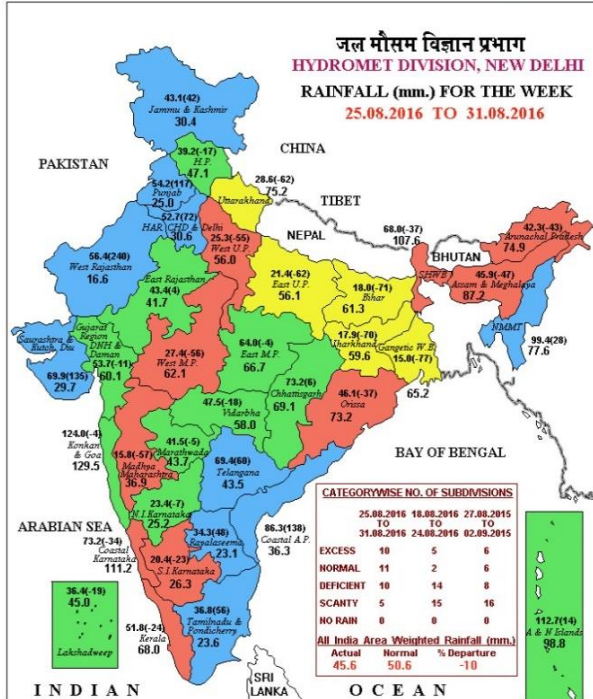 जल मौसम विज्ञान प्रभाग
HYDROMET DIVISION, NEW DELHI
RAINFALL (mm.) FOR THE WEEK
25.08.2016 TO 31.08.2016
43.1(42)
Jammu & Kashmir
30.4
CHINA
39.2(-17)
H.P.
47.1
PAKISTAN
54.2(117)
Punjab
25.0
28.6(-62)
75.2
Uttarakhand
TIBET
52.7(72)
HAR, CHD & Delhi
30.6
NEPAL
68.0(-37)
107.6
BHUTAN
42.3(-43)
Arunachal Pradesh
74.9
56.4(240)
West Rajasthan
16.6
25.3(-55)
West U.P.
56.0
East Rajasthan
43.4(4)
41.7
21.4(-62)
East U.P.
56.1
18.0(-71)
Bihar
61.3
SHWB
45.9(-47)
Assam & Meghalaya
87.2
NMMT
99.4(28)
77.6
Saurashtra &
Kutch, Diu
69.9(135)
29.7
Gujarat
Region
DNH &
Daman
53.7(-11)
60.1
27.4(-56)
West M.P.
62.1
64.0(-4)
East M.P.
66.7
17.9(-70)
Jharkhand
59.6
Gangetic W.B.
15.0(-77)
65.2
73.2(6)
Chhattisgarh
69.1
46.1(-37)
Orissa
73.2
47.5(-18)
Vidarbha
58.0
124.0(-4)
Konkan
& Goa
129.5
15.8(-57)
Madhya
Maharashtra
36.9
41.5(-5)
Marathwada
43.7
69.4(60)
Telangana
43.5
BAY OF BENGAL
23.4(-7)
N.I.Karnataka
25.2
ARABIAN SEA
73.2(-34)
Coastal
Karnataka
111.2
34.3(48)
Rayalaseema
23.1
86.3(138)
Coastal A.P.
36.3
20.4(-23)
S.I.Karnataka
26.3
36.4(-19)
45.0
Lakshadweep
51.8(-24)
Kerala
68.0
36.8(56)
Tamilnadu &
Pondicherry
23.6
CATEGORYWISE NO. OF SUBDIVISIONS
25.08.2016 18.08.2016 27.08.2015
TO TO TO
31.08.2016 24.08.2016 02.09.2015
EXCESS 10 5 6
NORMAL 11 2 6
DEFICIENT 10 14 8
SCANTY 5 15 16
NO RAIN 0 0 0
All India Area Weighted Rainfall (mm.)
Actual Normal % Departure
45.6 50.6 -10
112.7(14)
A & N Islands
98.8
SRI
LANKA
INDIAN OCEAN